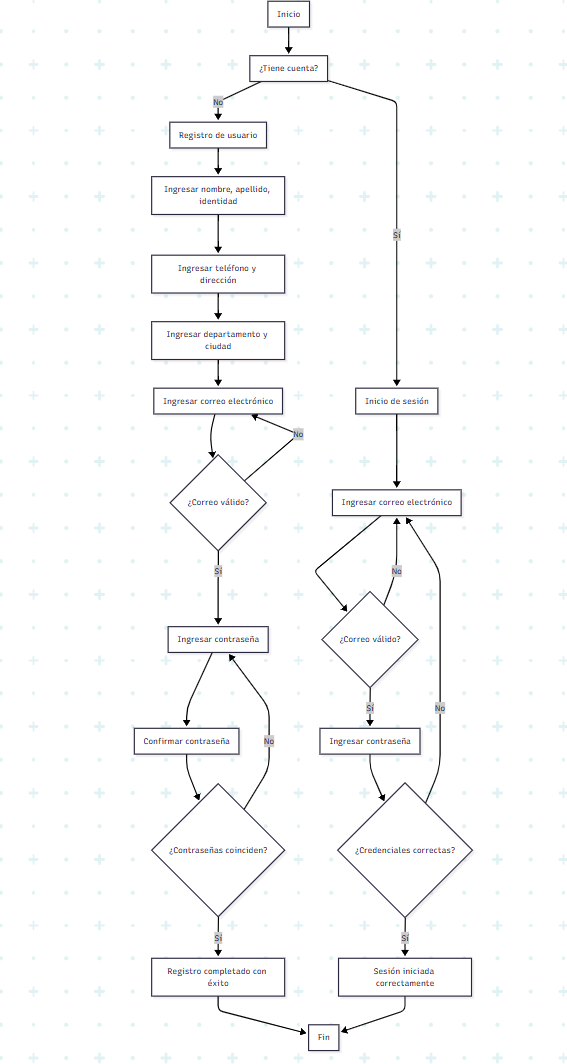 Inicio
¿Tiene cuenta?
No
Registro de usuario
Ingresar nombre, apellido,
identidad
Sí
Ingresar teléfono y
dirección
Ingresar departamento y
ciudad
Ingresar correo electrónico
Inicio de sesión
No
¿Correo válido?
Ingresar correo electrónico
Sí
No
Ingresar contraseña
¿Correo válido?
Sí
No
Confirmar contraseña
No
Ingresar contraseña
¿Contraseñas coinciden?
¿Credenciales correctas?
Sí
Sí
Registro completado con
éxito
Sesión iniciada
correctamente
Fin